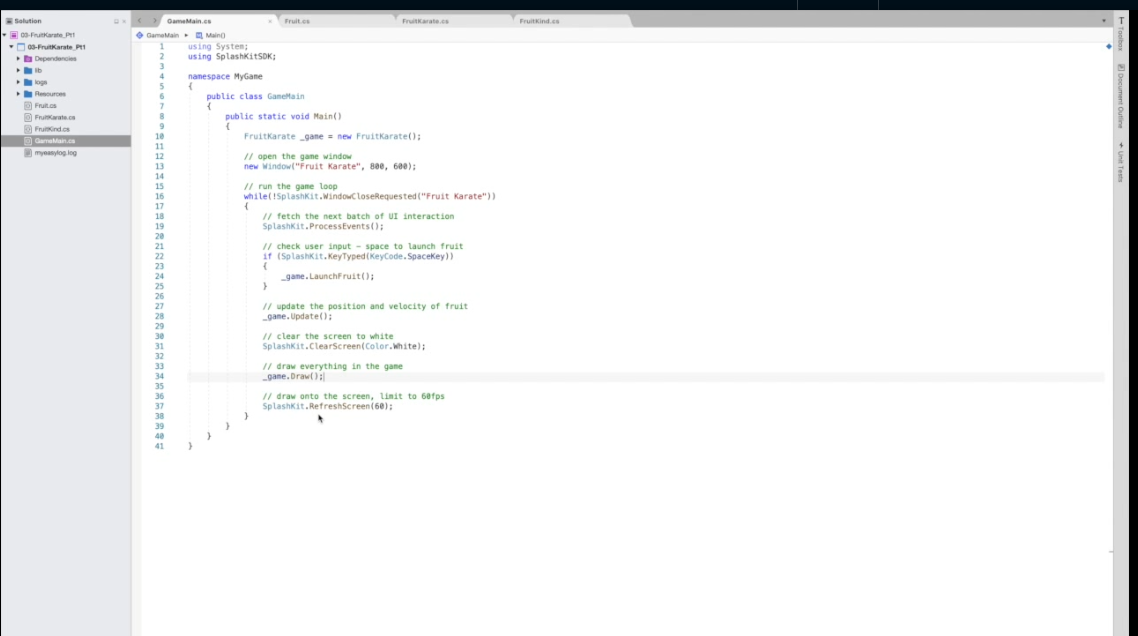 Solution
03-FruitKarate_Pt1
03-FruitKarate_Pt1
Dependencies
lib
logs
Resources
Fruit.cs
FruitKarate.cs
FruitKind.cs
GameMain.cs
myeasylog.log
GameMain.cs
Fruit.cs
FruitKarate.cs
FruitKind.cs
GameMain
Main()
1 using System;
2 using SplashKitSDK;
3
4 namespace MyGame
5 {
6 public class GameMain
7 {
8 public static void Main()
9 {
10 FruitKarate _game = new FruitKarate();
11
12 // open the game window
13 new Window("Fruit Karate", 800, 600);
14
15 // run the game loop
16 while(!SplashKit.WindowCloseRequested("Fruit Karate"))
17 {
18 // fetch the next batch of UI interaction
19 SplashKit.ProcessEvents();
20
21 // check user input – space to launch fruit
22 if (SplashKit.KeyTyped(KeyCode.SpaceKey))
23 {
24 _game.LaunchFruit();
25 }
26
27 // update the position and velocity of fruit
28 _game.Update();
29
30 // clear the screen to white
31 SplashKit.ClearScreen(Color.White);
32
33 // draw everything in the game
34 _game.Draw();
35
36 // draw onto the screen, limit to 60fps
37 SplashKit.RefreshScreen(60);
38 }
39 }
40 }
41 }
Toolbox
Document Outline
Unit Tests